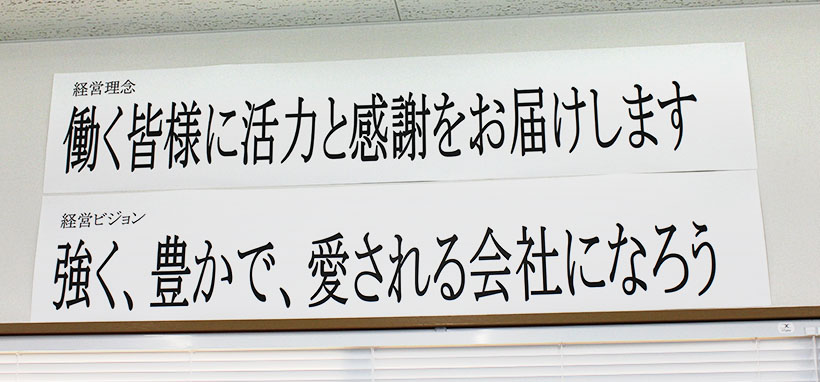 経営理念
働く皆様に活力と感謝をお届けします
経営ビジョン
強く、豊かで、愛される会社になろう